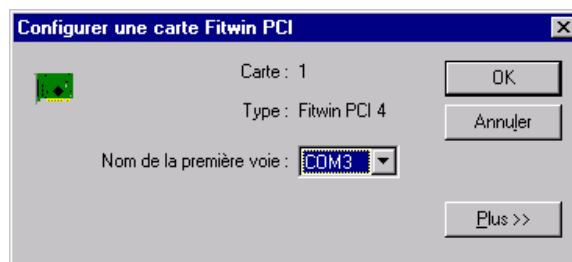 Configurer une carte Fitwin PCI
Carte : 1
OK
Type : Fitwin PCI 4
Annuler
Nom de la première voie : COM3
Plus >>